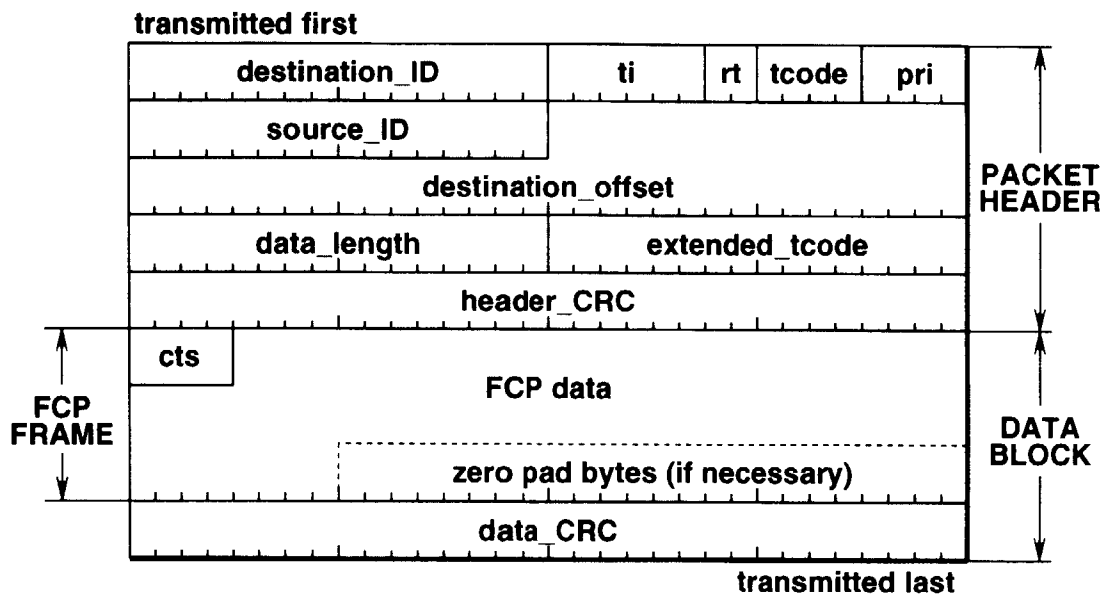 transmitted first
destination_ID ti rt tcode pri
source_ID
destination_offset
PACKET
HEADER
data_length extended_tcode
header_CRC
cts
FCP data
FCP
FRAME
DATA
BLOCK
zero pad bytes (if necessary)
data_CRC
transmitted last